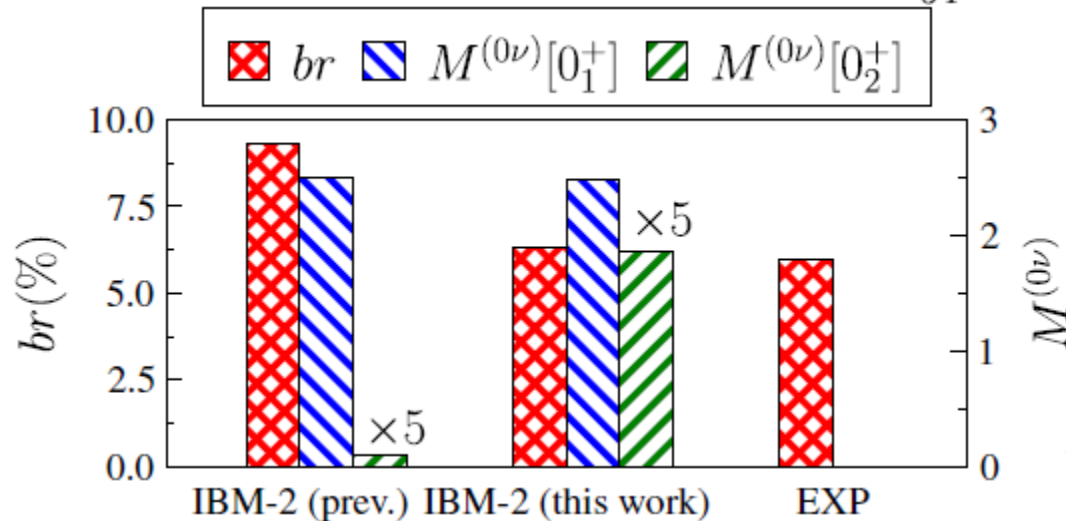 br M^{(0ν)}[0_1^+] M^{(0ν)}[0_2^+]
10.0 3
7.5
×5
2
br(%)
5.0
M^{(0ν)}
1
2.5
×5
0.0 0
IBM-2 (prev.) IBM-2 (this work) EXP